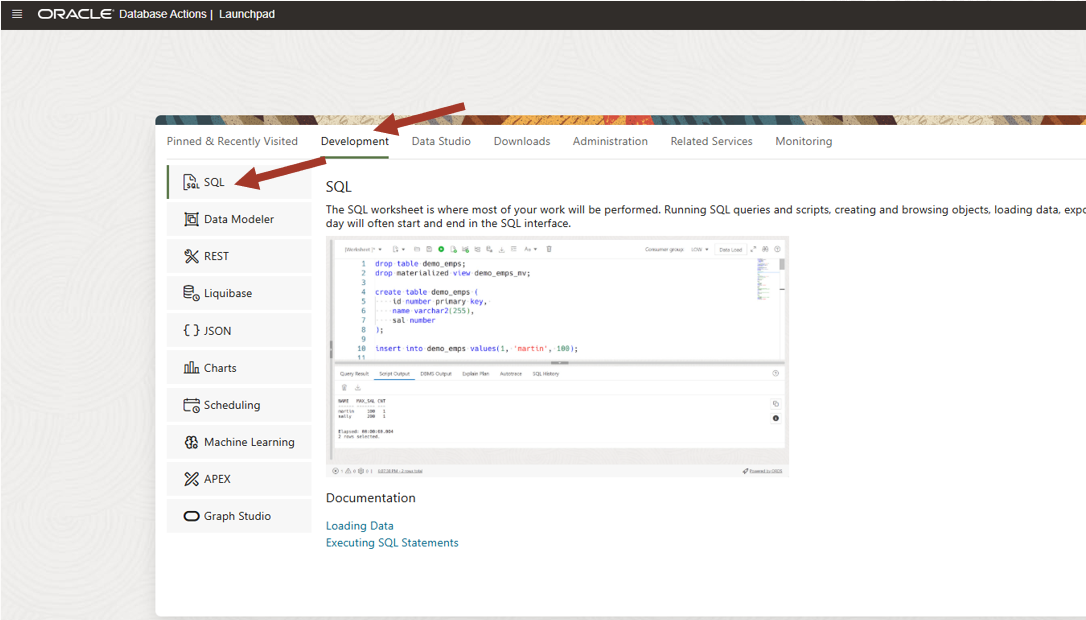 ORACLE Database Actions | Launchpad
Pinned & Recently Visited Development Data Studio Downloads Administration Related Services Monitoring
SQL
Data Modeler
REST
Liquibase
{ } JSON
Charts
Scheduling
Machine Learning
APEX
Graph Studio
SQL
The SQL worksheet is where most of your work will be performed. Running SQL queries and scripts, creating and browsing objects, loading data, expo
day will often start and end in the SQL interface.
[Worksheet]* Aa Consumer group LOW Data Load
1 drop table demo_emps;
2 drop materialized view demo_emps_mv;
3
4 create table demo_emps (
5 id number primary key,
6 name varchar2(255),
7 sal number
8 );
9
10 insert into demo_emps values(1, 'martin', 100);
11
Query Result Script Output DBMS Output Explain Plan Autotrace SQL History
NAME MAX_SAL CNT
martin 100 1
sally 200 1
Elapsed: 00:00:00.004
2 rows selected.
Powered by ORDS
Documentation
Loading Data
Executing SQL Statements